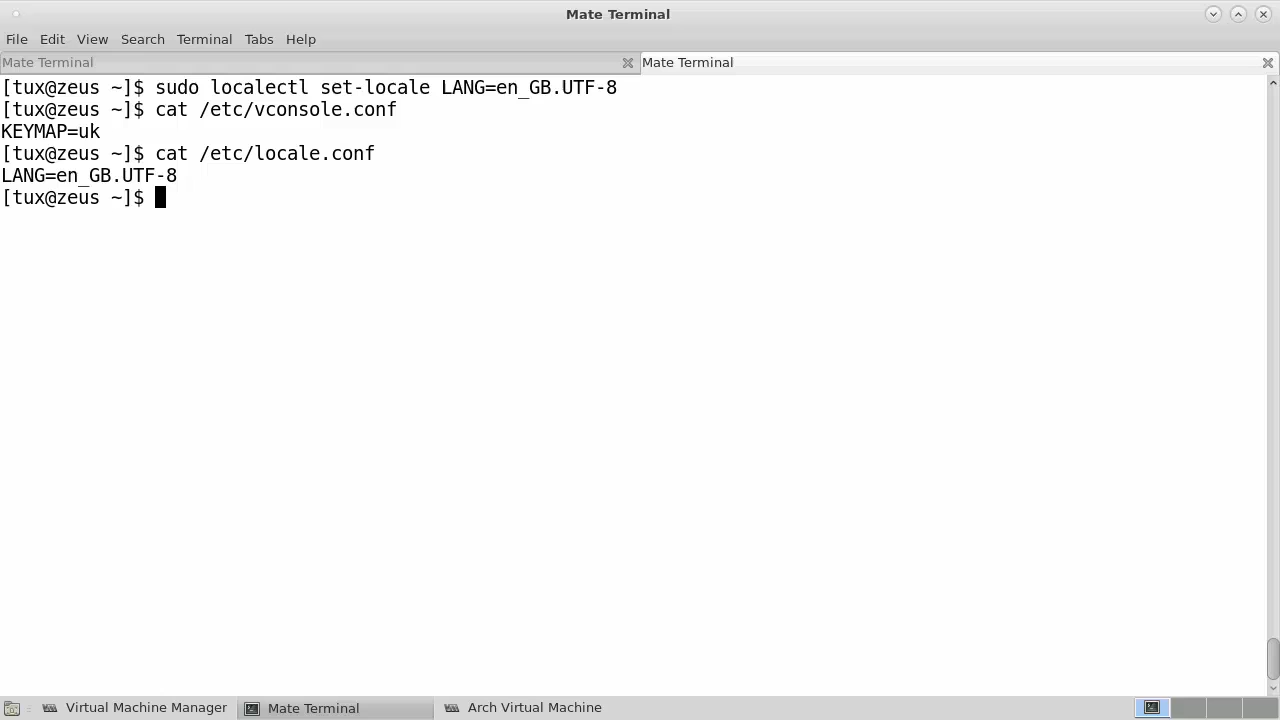 Mate Terminal
File Edit View Search Terminal Tabs Help
Mate Terminal Mate Terminal
[tux@zeus ~]$ sudo localectl set-locale LANG=en_GB.UTF-8
[tux@zeus ~]$ cat /etc/vconsole.conf
KEYMAP=uk
[tux@zeus ~]$ cat /etc/locale.conf
LANG=en_GB.UTF-8
[tux@zeus ~]$
Virtual Machine Manager Mate Terminal Arch Virtual Machine